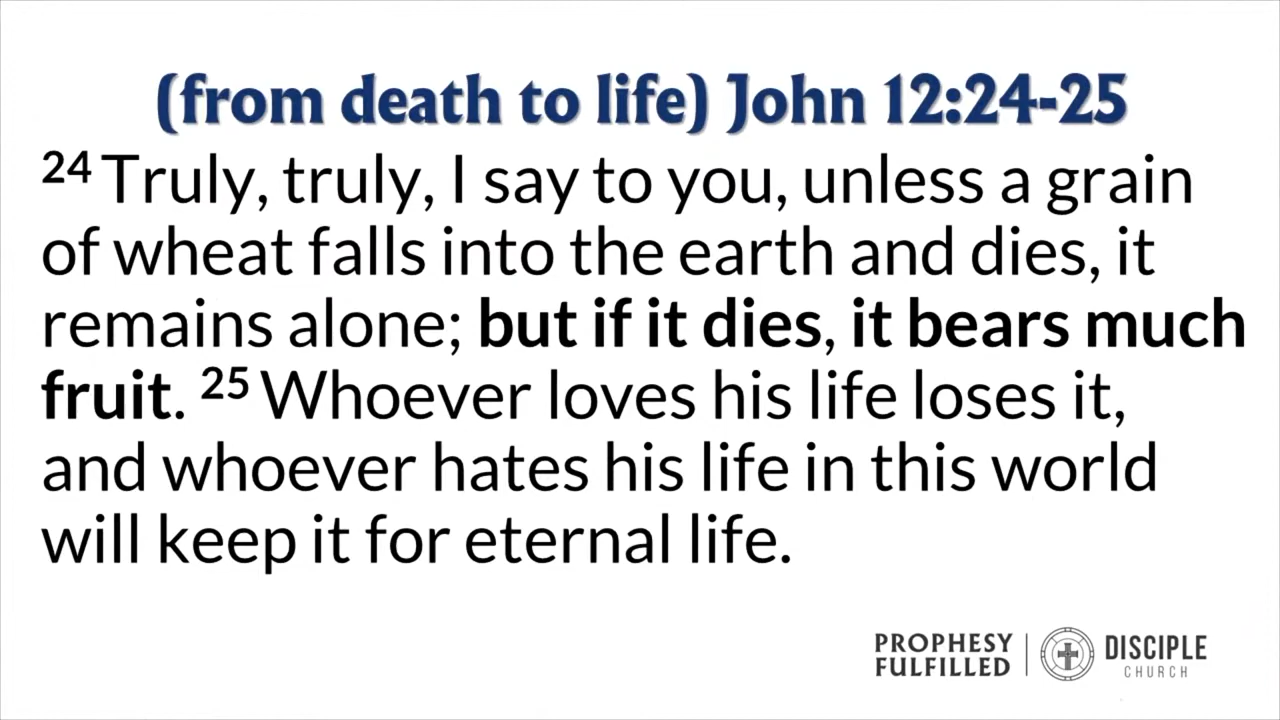 (from death to life) John 12:24-25
24 Truly, truly, I say to you, unless a grain
of wheat falls into the earth and dies, it
remains alone; but if it dies, it bears much
fruit. 25 Whoever loves his life loses it,
and whoever hates his life in this world
will keep it for eternal life.
PROPHESY
FULFILLED
DISCIPLE
CHURCH